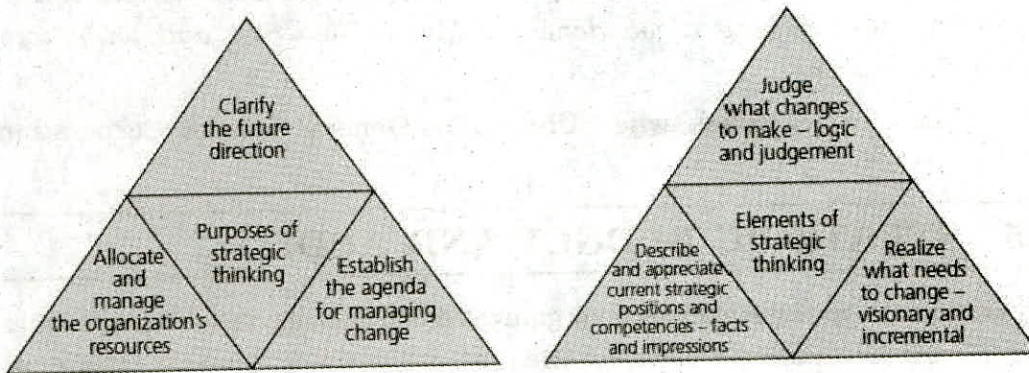 Clarify
the future
direction
Purposes of
strategic
thinking
Allocate
and
manage
the organization's
resources
Establish
the agenda
for managing
change
Judge
what changes
to make – logic
and judgement
Elements of
strategic
thinking
Describe
and appreciate
current strategic
positions and
competencies – facts
and impressions
Realize
what needs
to change –
visionary and
incremental